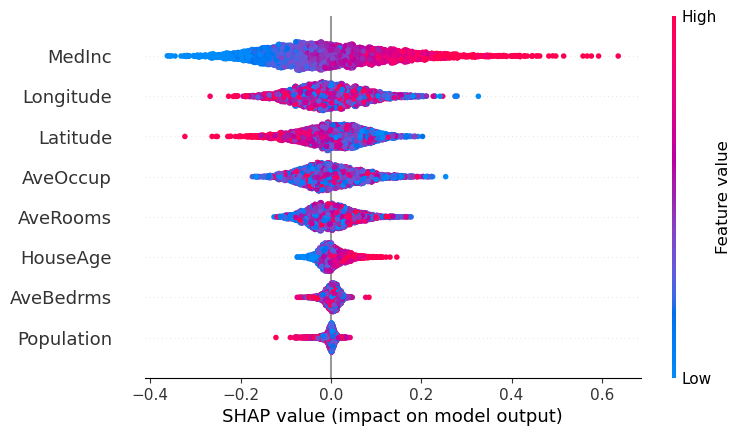 High
MedInc
Longitude
Latitude
AveOccup
AveRooms
HouseAge
AveBedrms
Population
Feature value
Low
−0.4 −0.2 0.0 0.2 0.4 0.6
SHAP value (impact on model output)